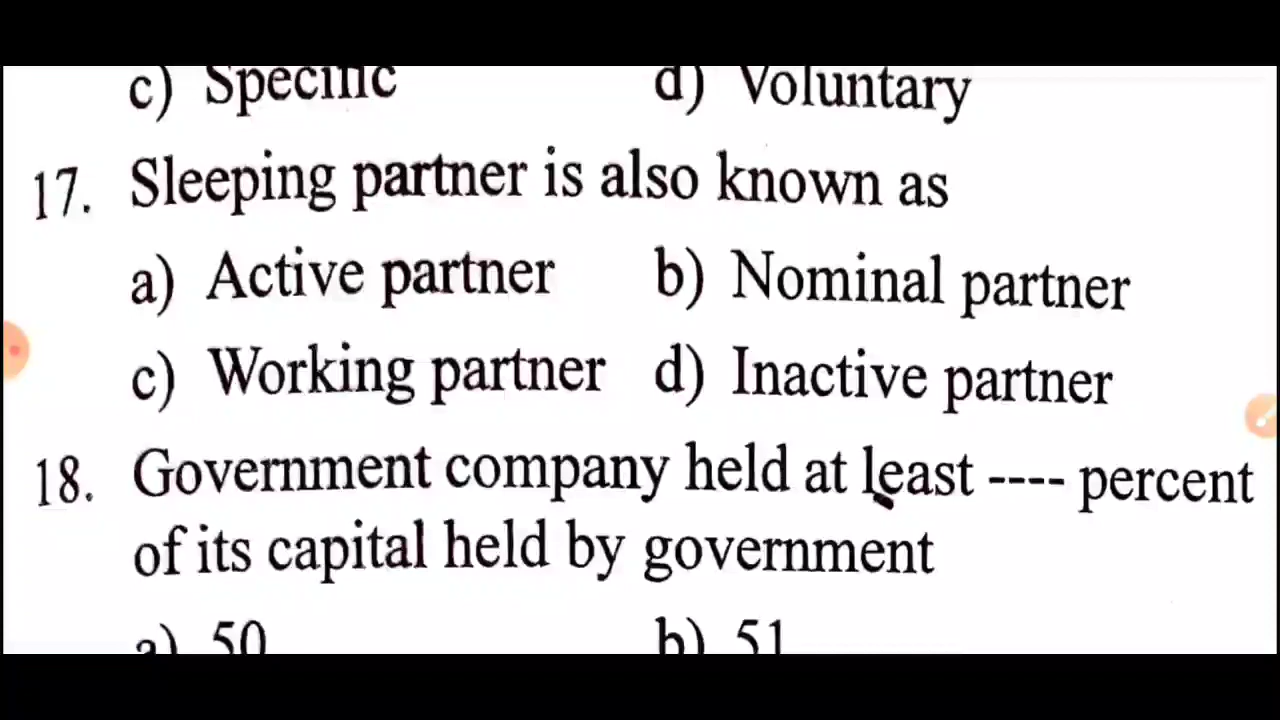 c) Specific d) Voluntary
17. Sleeping partner is also known as
a) Active partner b) Nominal partner
c) Working partner d) Inactive partner
18. Government company held at least ---- percent
of its capital held by government
a) 50 b) 51